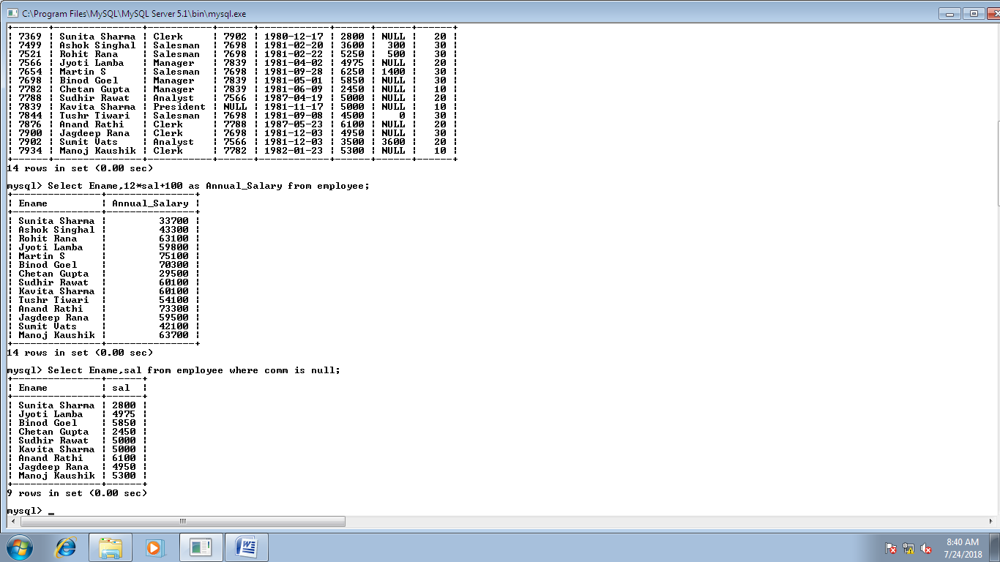 C:\Program Files\MySQL\MySQL Server 5.1\bin\mysql.exe
+------+---------------+-----------+------+------------+------+------+------+
| 7369 | Sunita Sharma | Clerk     | 7902 | 1980-12-17 | 2800 | NULL |   20 |
| 7499 | Ashok Singhal | Salesman  | 7698 | 1981-02-20 | 3600 |  300 |   30 |
| 7521 | Rohit Rana    | Salesman  | 7698 | 1981-02-22 | 5250 |  500 |   30 |
| 7566 | Jyoti Lamba   | Manager   | 7839 | 1981-04-02 | 4975 | NULL |   20 |
| 7654 | Martin S      | Salesman  | 7698 | 1981-09-28 | 6250 | 1400 |   30 |
| 7698 | Binod Goel    | Manager   | 7839 | 1981-05-01 | 5850 | NULL |   30 |
| 7782 | Chetan Gupta  | Manager   | 7839 | 1981-06-09 | 2450 | NULL |   10 |
| 7788 | Sudhir Rawat  | Analyst   | 7566 | 1987-04-19 | 5000 | NULL |   20 |
| 7839 | Kavita Sharma | President | NULL | 1981-11-17 | 5000 | NULL |   10 |
| 7844 | Tushr Tiwari  | Salesman  | 7698 | 1981-09-08 | 4500 |    0 |   30 |
| 7876 | Anand Rathi   | Clerk     | 7788 | 1987-05-23 | 6100 | NULL |   20 |
| 7900 | Jagdeep Rana  | Clerk     | 7698 | 1981-12-03 | 4950 | NULL |   30 |
| 7902 | Sumit Vats    | Analyst   | 7566 | 1981-12-03 | 3500 | 3600 |   20 |
| 7934 | Manoj Kaushik | Clerk     | 7782 | 1982-01-23 | 5300 | NULL |   10 |
+------+---------------+-----------+------+------------+------+------+------+
14 rows in set (0.00 sec)
mysql> Select Ename,12*sal+100 as Annual_Salary from employee;
+---------------+---------------+
| Ename         | Annual_Salary |
+---------------+---------------+
| Sunita Sharma |         33700 |
| Ashok Singhal |         43300 |
| Rohit Rana    |         63100 |
| Jyoti Lamba   |         59800 |
| Martin S      |         75100 |
| Binod Goel    |         70300 |
| Chetan Gupta  |         29500 |
| Sudhir Rawat  |         60100 |
| Kavita Sharma |         60100 |
| Tushr Tiwari  |         54100 |
| Anand Rathi   |         73300 |
| Jagdeep Rana  |         59500 |
| Sumit Vats    |         42100 |
| Manoj Kaushik |         63700 |
+---------------+---------------+
14 rows in set (0.00 sec)
mysql> Select Ename,sal from employee where comm is null;
+---------------+------+
| Ename         | sal  |
+---------------+------+
| Sunita Sharma | 2800 |
| Jyoti Lamba   | 4975 |
| Binod Goel    | 5850 |
| Chetan Gupta  | 2450 |
| Sudhir Rawat  | 5000 |
| Kavita Sharma | 5000 |
| Anand Rathi   | 6100 |
| Jagdeep Rana  | 4950 |
| Manoj Kaushik | 5300 |
+---------------+------+
9 rows in set (0.00 sec)
mysql> _
8:40 AM
7/24/2018